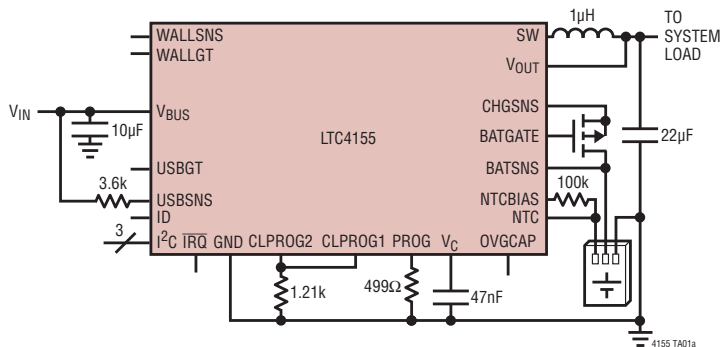 1µH
TO
SYSTEM
LOAD
WALLSNS
WALLGT
SW
VOUT
VIN
VBUS
10µF
LTC4155
CHGSNS
BATGATE
BATSNS
22µF
USBGT
3.6k
USBSNS
ID
NTCBIAS
100k
NTC
3
I2C IRQ GND CLPROG2 CLPROG1 PROG VC OVGCAP
1.21k
499Ω
47nF
4155 TA01a